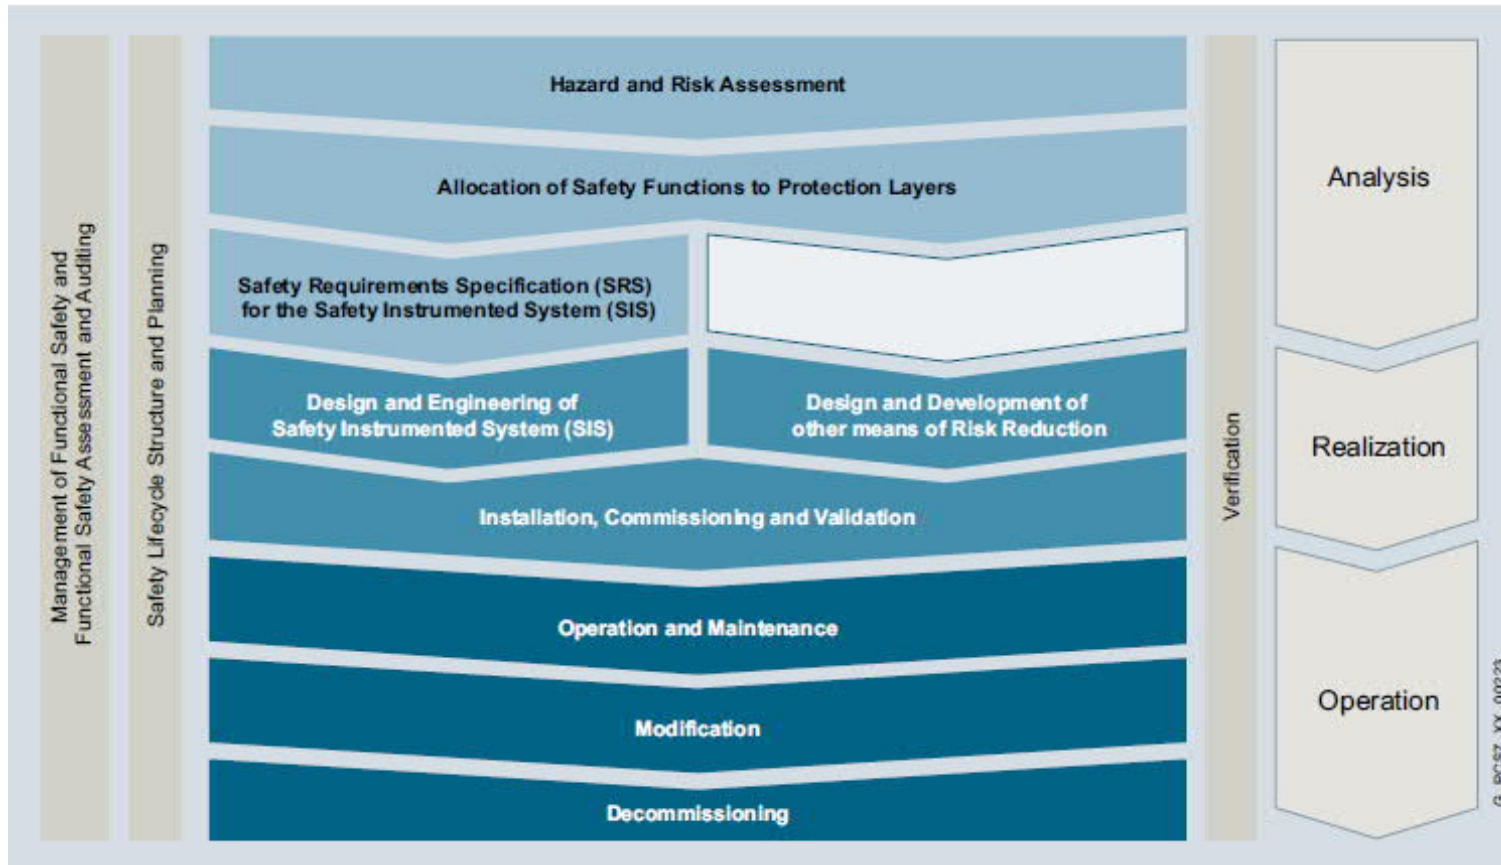 Management of Functional Safety and
Functional Safety Assessment and Auditing
Safety Lifecycle Structure and Planning
Hazard and Risk Assessment
Allocation of Safety Functions to Protection Layers
Safety Requirements Specification (SRS)
for the Safety Instrumented System (SIS)
Design and Engineering of
Safety Instrumented System (SIS)
Design and Development of
other means of Risk Reduction
Installation, Commissioning and Validation
Operation and Maintenance
Modification
Decommissioning
Verification
Analysis
Realization
Operation
G_PCS7_XX_00223